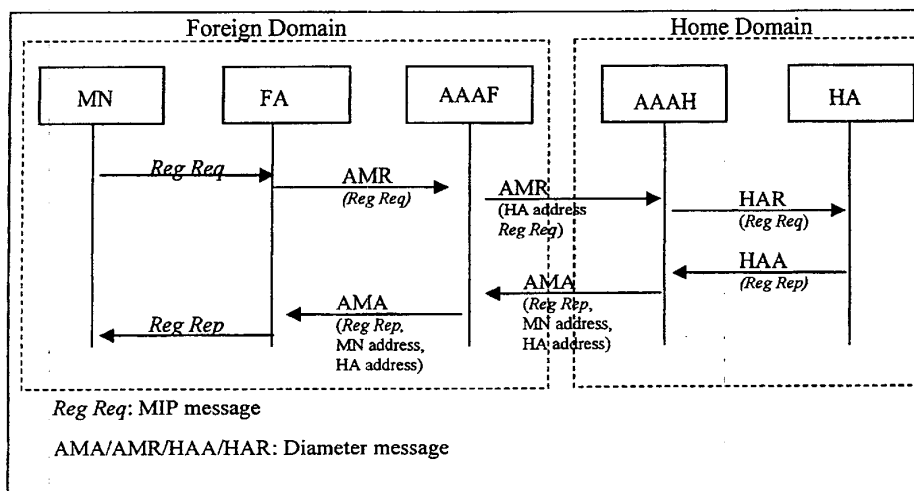 Foreign Domain
Home Domain
MN
FA
AAAF
AAAH
HA
Reg Req
AMR
(Reg Req)
AMR
(HA address
Reg Req)
HAR
(Reg Req)
HAA
(Reg Rep)
AMA
(Reg Rep,
MN address,
HA address)
AMA
(Reg Rep,
MN address,
HA address)
Reg Rep
Reg Req: MIP message
AMA/AMR/HAA/HAR: Diameter message